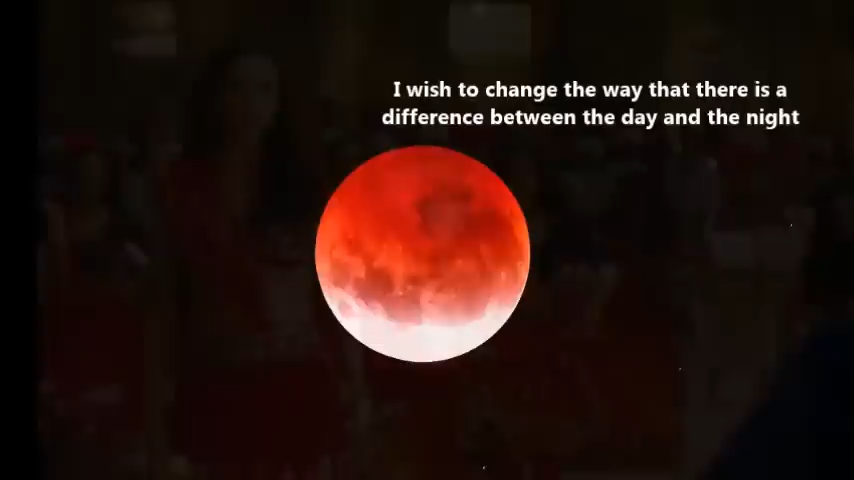 I wish to change the way that there is a
difference between the day and the night